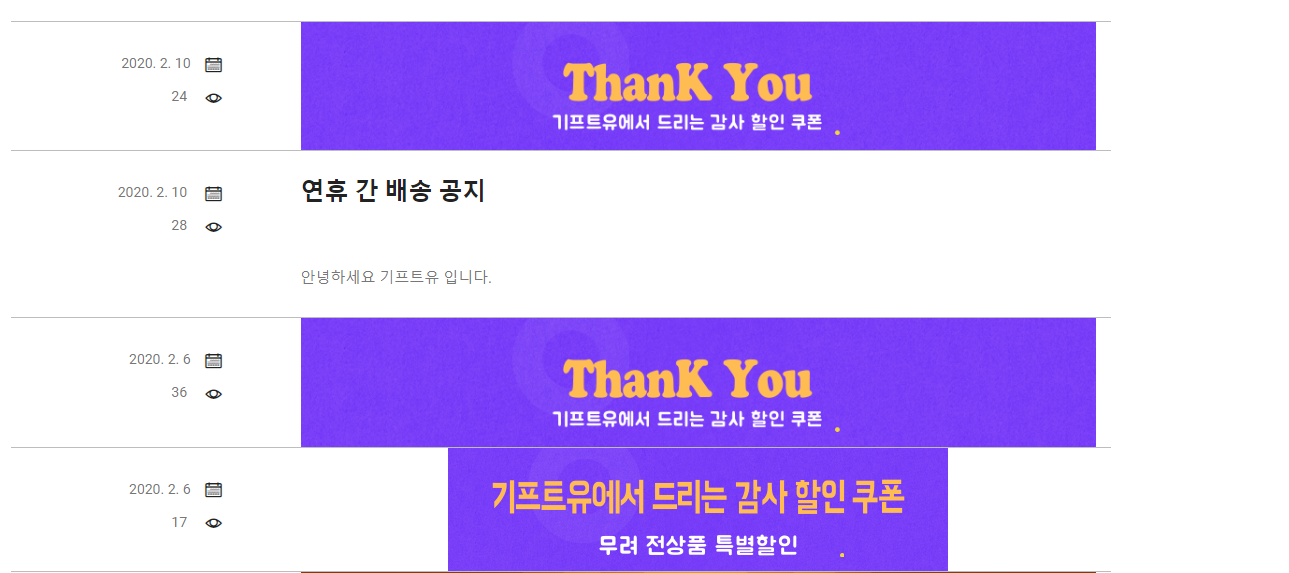 2020. 2. 10
24
ThanK You
기프트유에서 드리는 감사 할인 쿠폰
2020. 2. 10
28
연휴 간 배송 공지
안녕하세요 기프트유 입니다.
2020. 2. 6
36
ThanK You
기프트유에서 드리는 감사 할인 쿠폰
2020. 2. 6
17
기프트유에서 드리는 감사 할인 쿠폰
무려 전상품 특별할인